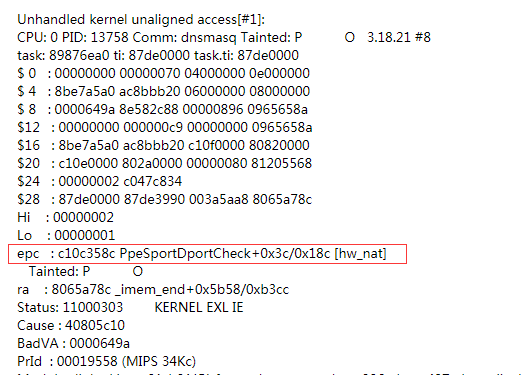 Unhandled kernel unaligned access[#1]:
CPU: 0 PID: 13758 Comm: dnsmasq Tainted: P O 3.18.21 #8
task: 89876ea0 ti: 87de0000 task.ti: 87de0000
$ 0 : 00000000 00000070 04000000 0e000000
$ 4 : 8be7a5a0 ac8bbb20 06000000 08000000
$ 8 : 0000649a 8e582c88 00000896 0965658a
$12 : 00000000 000000c9 00000000 0965658a
$16 : 8be7a5a0 ac8bbb20 c10f0000 80820000
$20 : c10e0000 802a0000 00000080 81205568
$24 : 00000002 c047c834
$28 : 87de0000 87de3990 003a5aa8 8065a78c
Hi : 00000002
Lo : 00000001
epc : c10c358c PpeSportDportCheck+0x3c/0x18c [hw_nat]
Tainted: P O
ra : 8065a78c _imem_end+0x5b58/0xb3cc
Status: 11000303 KERNEL EXL IE
Cause : 40805c10
BadVA : 0000649a
PrId : 00019558 (MIPS 34Kc)